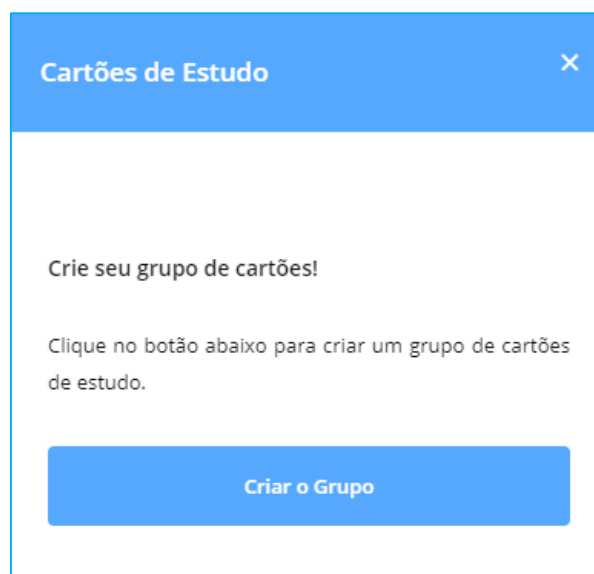 Cartões de Estudo
Crie seu grupo de cartões!
Clique no botão abaixo para criar um grupo de cartões
de estudo.
Criar o Grupo